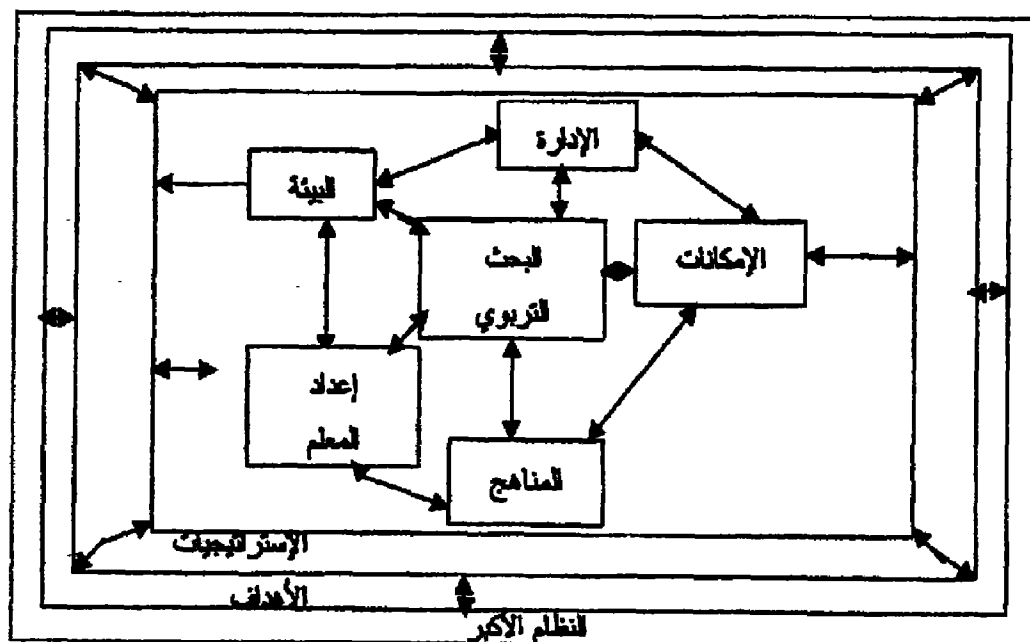 الإدارة
البيئة
البحث
التربوي
الإمكانات
إعداد
المعلم
المناهج
الإستراتيجيات
الأهداف
النظام الأكبر